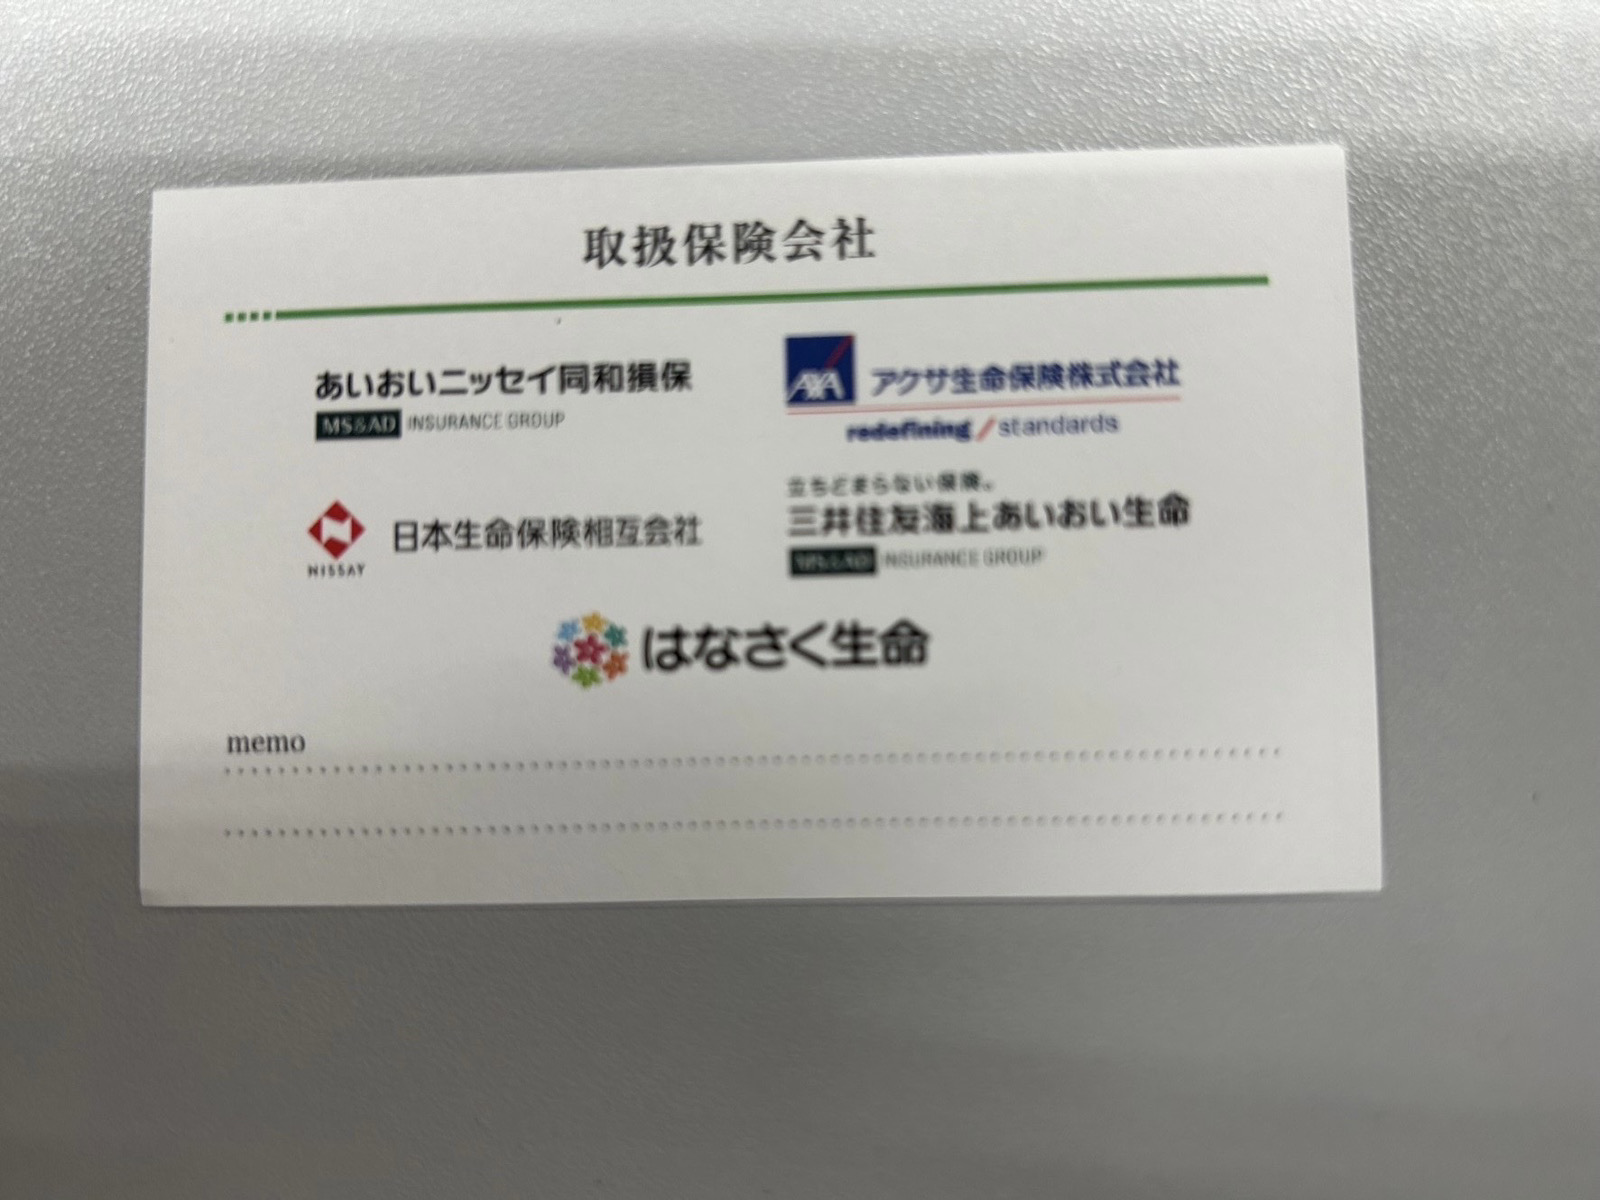 取扱保険会社
あいおいニッセイ同和損保
MS&AD INSURANCE GROUP
AXA アクサ生命保険株式会社
redefining / standards
NISSAY 日本生命保険相互会社
立ちどまらない保険。
三井住友海上あいおい生命
MS&AD INSURANCE GROUP
はなさく生命
memo